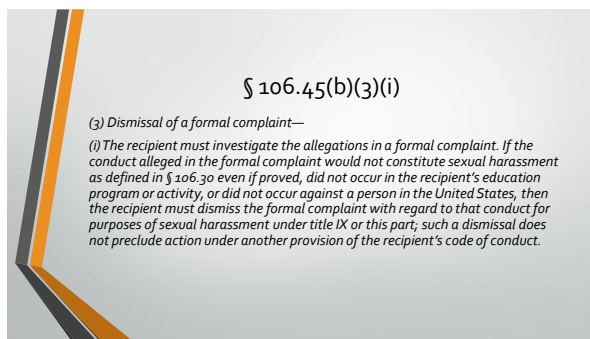 § 106.45(b)(3)(i)
(3) Dismissal of a formal complaint—
(i) The recipient must investigate the allegations in a formal complaint. If the
conduct alleged in the formal complaint would not constitute sexual harassment
as defined in § 106.30 even if proved, did not occur in the recipient's education
program or activity, or did not occur against a person in the United States, then
the recipient must dismiss the formal complaint with regard to that conduct for
purposes of sexual harassment under title IX or this part; such a dismissal does
not preclude action under another provision of the recipient's code of conduct.